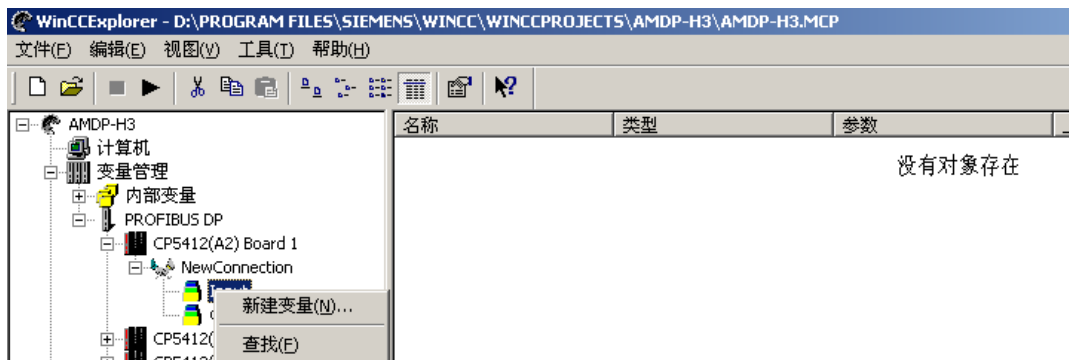 WinCCExplorer - D:\PROGRAM FILES\SIEMENS\WINCC\WINCCPROJECTS\AMDP-H3\AMDP-H3.MCP
文件(F) 编辑(E) 视图(V) 工具(T) 帮助(H)
AMDP-H3
计算机
变量管理
内部变量
PROFIBUS DP
CP5412(A2) Board 1
NewConnection
CP5412(
名称 类型 参数
没有对象存在
新建变量(N)...
查找(F)